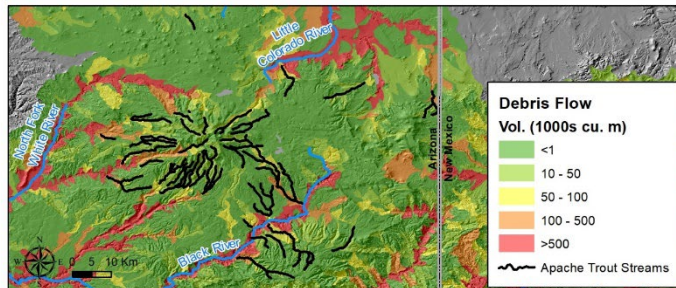 Little
Colorado River
North Fork
White River
Arizona
New Mexico
Black River
N
W
E
S
0 5 10 Km
Debris Flow
Vol. (1000s cu. m)
<1
10 - 50
50 - 100
100 - 500
>500
Apache Trout Streams